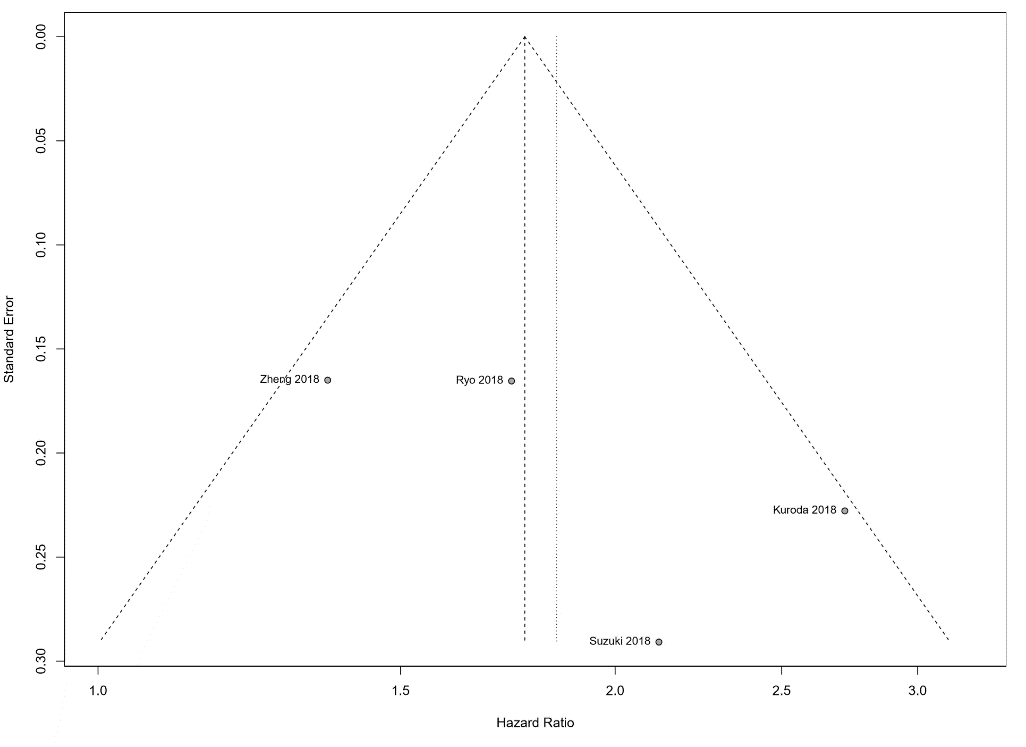 0.00
0.05
0.10
0.15
0.20
0.25
0.30
Standard Error
Zheng 2018
Ryo 2018
Kuroda 2018
Suzuki 2018
1.0 1.5 2.0 2.5 3.0
Hazard Ratio